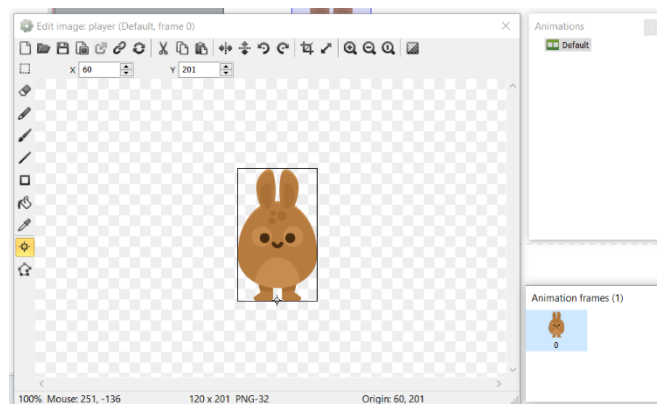 Edit image: player (Default, frame 0)
X 60 Y 201
100% Mouse: 251, -136 120 x 201 PNG-32 Origin: 60, 201
Animations
Default
Animation frames (1)
0